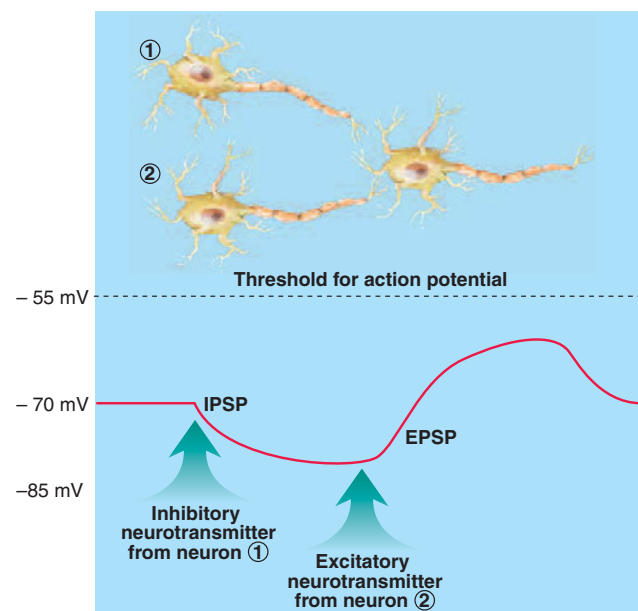 ①
②
Threshold for action potential
– 55 mV
– 70 mV
IPSP
EPSP
–85 mV
Inhibitory
neurotransmitter
from neuron ①
Excitatory
neurotransmitter
from neuron ②